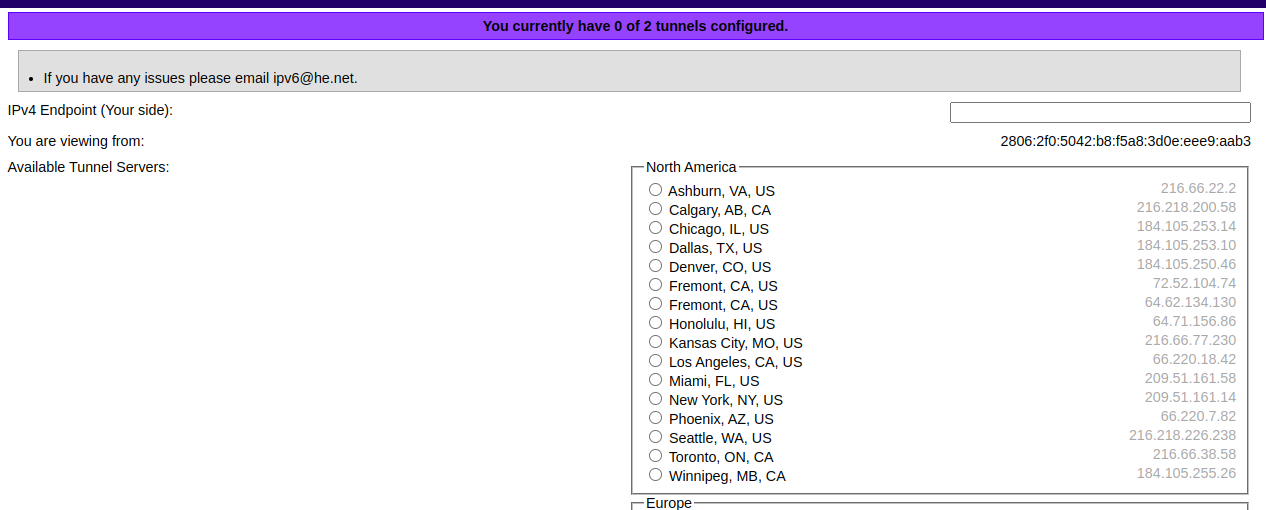 You currently have 0 of 2 tunnels configured.
• If you have any issues please email ipv6@he.net.
IPv4 Endpoint (Your side):
You are viewing from: 2806:2f0:5042:b8:f5a8:3d0e:eee9:aab3
Available Tunnel Servers:
North America
Ashburn, VA, US 216.66.22.2
Calgary, AB, CA 216.218.200.58
Chicago, IL, US 184.105.253.14
Dallas, TX, US 184.105.253.10
Denver, CO, US 184.105.250.46
Fremont, CA, US 72.52.104.74
Fremont, CA, US 64.62.134.130
Honolulu, HI, US 64.71.156.86
Kansas City, MO, US 216.66.77.230
Los Angeles, CA, US 66.220.18.42
Miami, FL, US 209.51.161.58
New York, NY, US 209.51.161.14
Phoenix, AZ, US 66.220.7.82
Seattle, WA, US 216.218.226.238
Toronto, ON, CA 216.66.38.58
Winnipeg, MB, CA 184.105.255.26
Europe